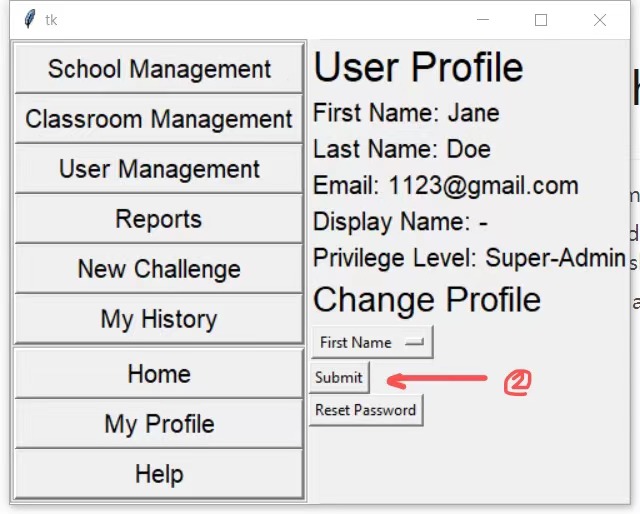 tk
School Management
Classroom Management
User Management
Reports
New Challenge
My History
Home
My Profile
Help
User Profile
First Name: Jane
Last Name: Doe
Email: 1123@gmail.com
Display Name: -
Privilege Level: Super-Admin
Change Profile
First Name
Submit
2
Reset Password